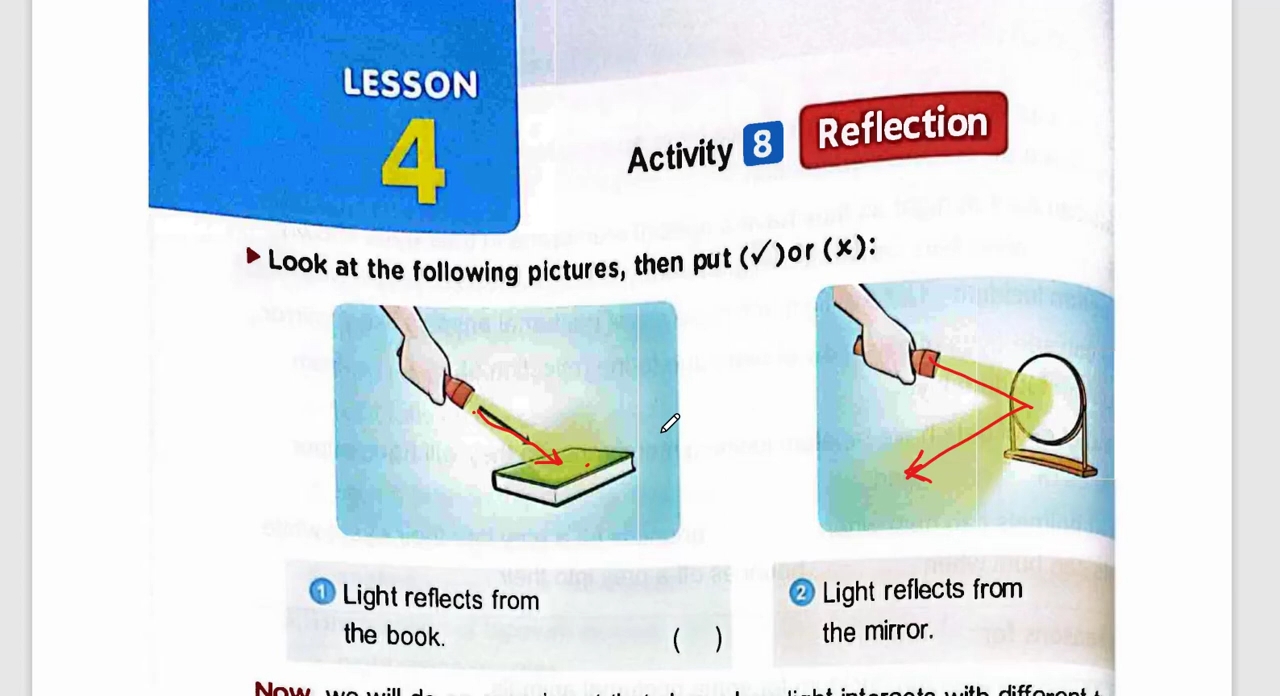 LESSON
4
Activity 8 Reflection
Look at the following pictures, then put (✓) or (x):
1 Light reflects from
the book. ( )
2 Light reflects from
the mirror.
Now